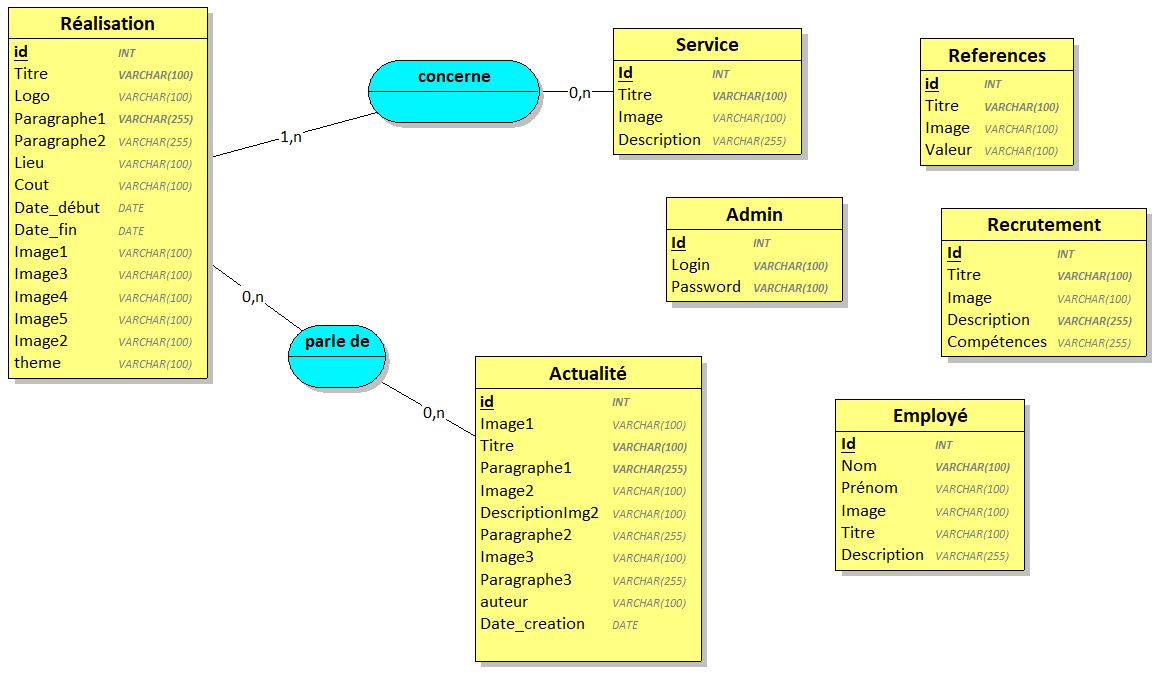 Réalisation
id INT
Titre VARCHAR(100)
Logo VARCHAR(100)
Paragraphe1 VARCHAR(255)
Paragraphe2 VARCHAR(255)
Lieu VARCHAR(100)
Cout VARCHAR(100)
Date_début DATE
Date_fin DATE
Image1 VARCHAR(100)
Image3 VARCHAR(100)
Image4 VARCHAR(100)
Image5 VARCHAR(100)
Image2 VARCHAR(100)
theme VARCHAR(100)
1,n
concerne
0,n
Service
Id INT
Titre VARCHAR(100)
Image VARCHAR(100)
Description VARCHAR(255)
References
id INT
Titre VARCHAR(100)
Image VARCHAR(100)
Valeur VARCHAR(100)
Admin
Id INT
Login VARCHAR(100)
Password VARCHAR(100)
Recrutement
Id INT
Titre VARCHAR(100)
Image VARCHAR(100)
Description VARCHAR(255)
Compétences VARCHAR(255)
0,n
parle de
0,n
Actualité
id INT
Image1 VARCHAR(100)
Titre VARCHAR(100)
Paragraphe1 VARCHAR(255)
Image2 VARCHAR(100)
DescriptionImg2 VARCHAR(100)
Paragraphe2 VARCHAR(255)
Image3 VARCHAR(100)
Paragraphe3 VARCHAR(255)
auteur VARCHAR(100)
Date_creation DATE
Employé
Id INT
Nom VARCHAR(100)
Prénom VARCHAR(100)
Image VARCHAR(100)
Titre VARCHAR(100)
Description VARCHAR(255)